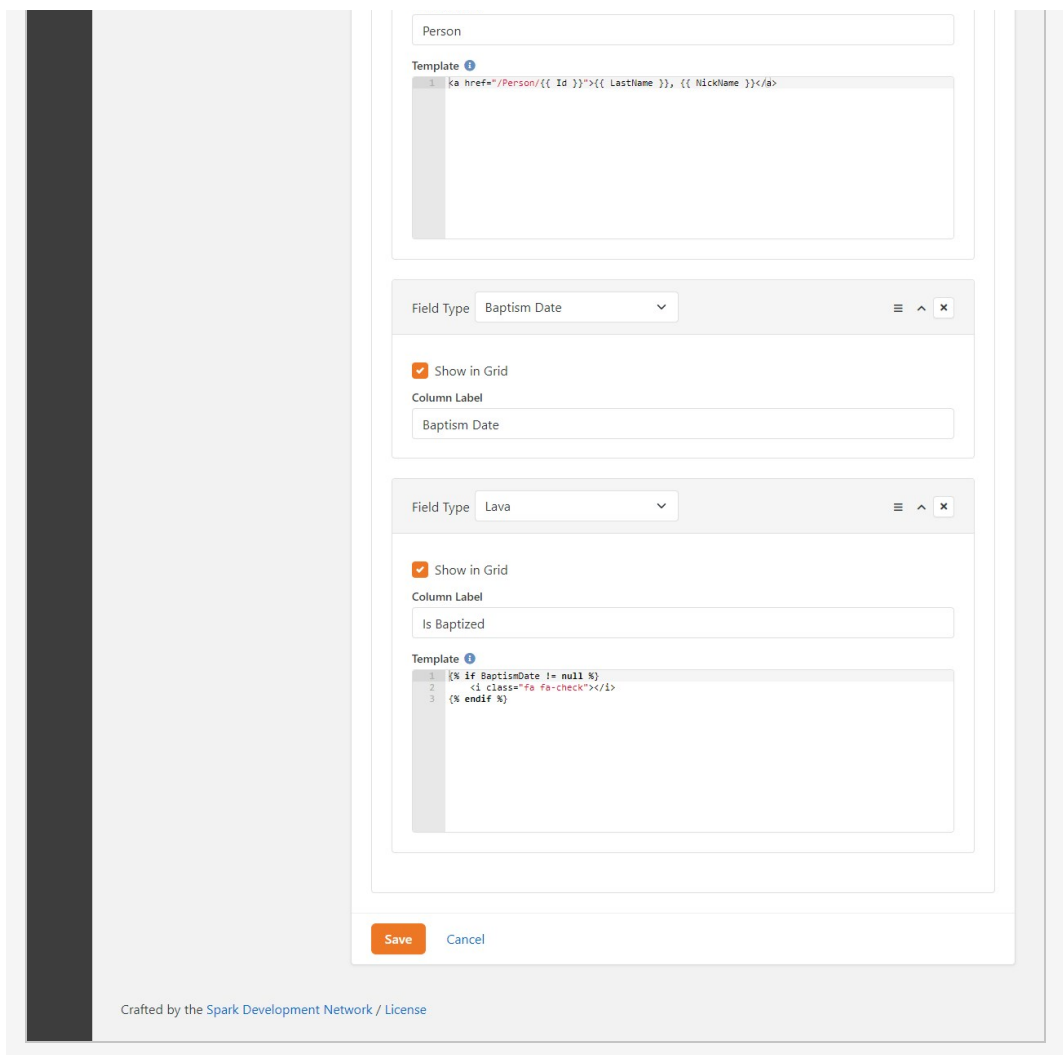 Person
Template
1 <a href="/Person/{{ Id }}">{{ LastName }}, {{ NickName }}</a>
Field Type Baptism Date
Show in Grid
Column Label
Baptism Date
Field Type Lava
Show in Grid
Column Label
Is Baptized
Template
1 {% if BaptismDate != null %}
2 <i class="fa fa-check"></i>
3 {% endif %}
Save Cancel
Crafted by the Spark Development Network / License